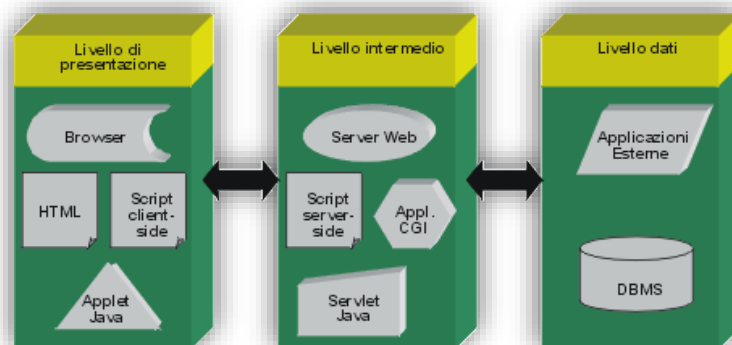 Livello di
presentazione
Browser
HTML
Script
client-
side
Applet
Java
Livello intermedio
Server Web
Script
server-
side
Appl.
CGI
Servlet
Java
Livello dati
Applicazioni
Esterne
DBMS